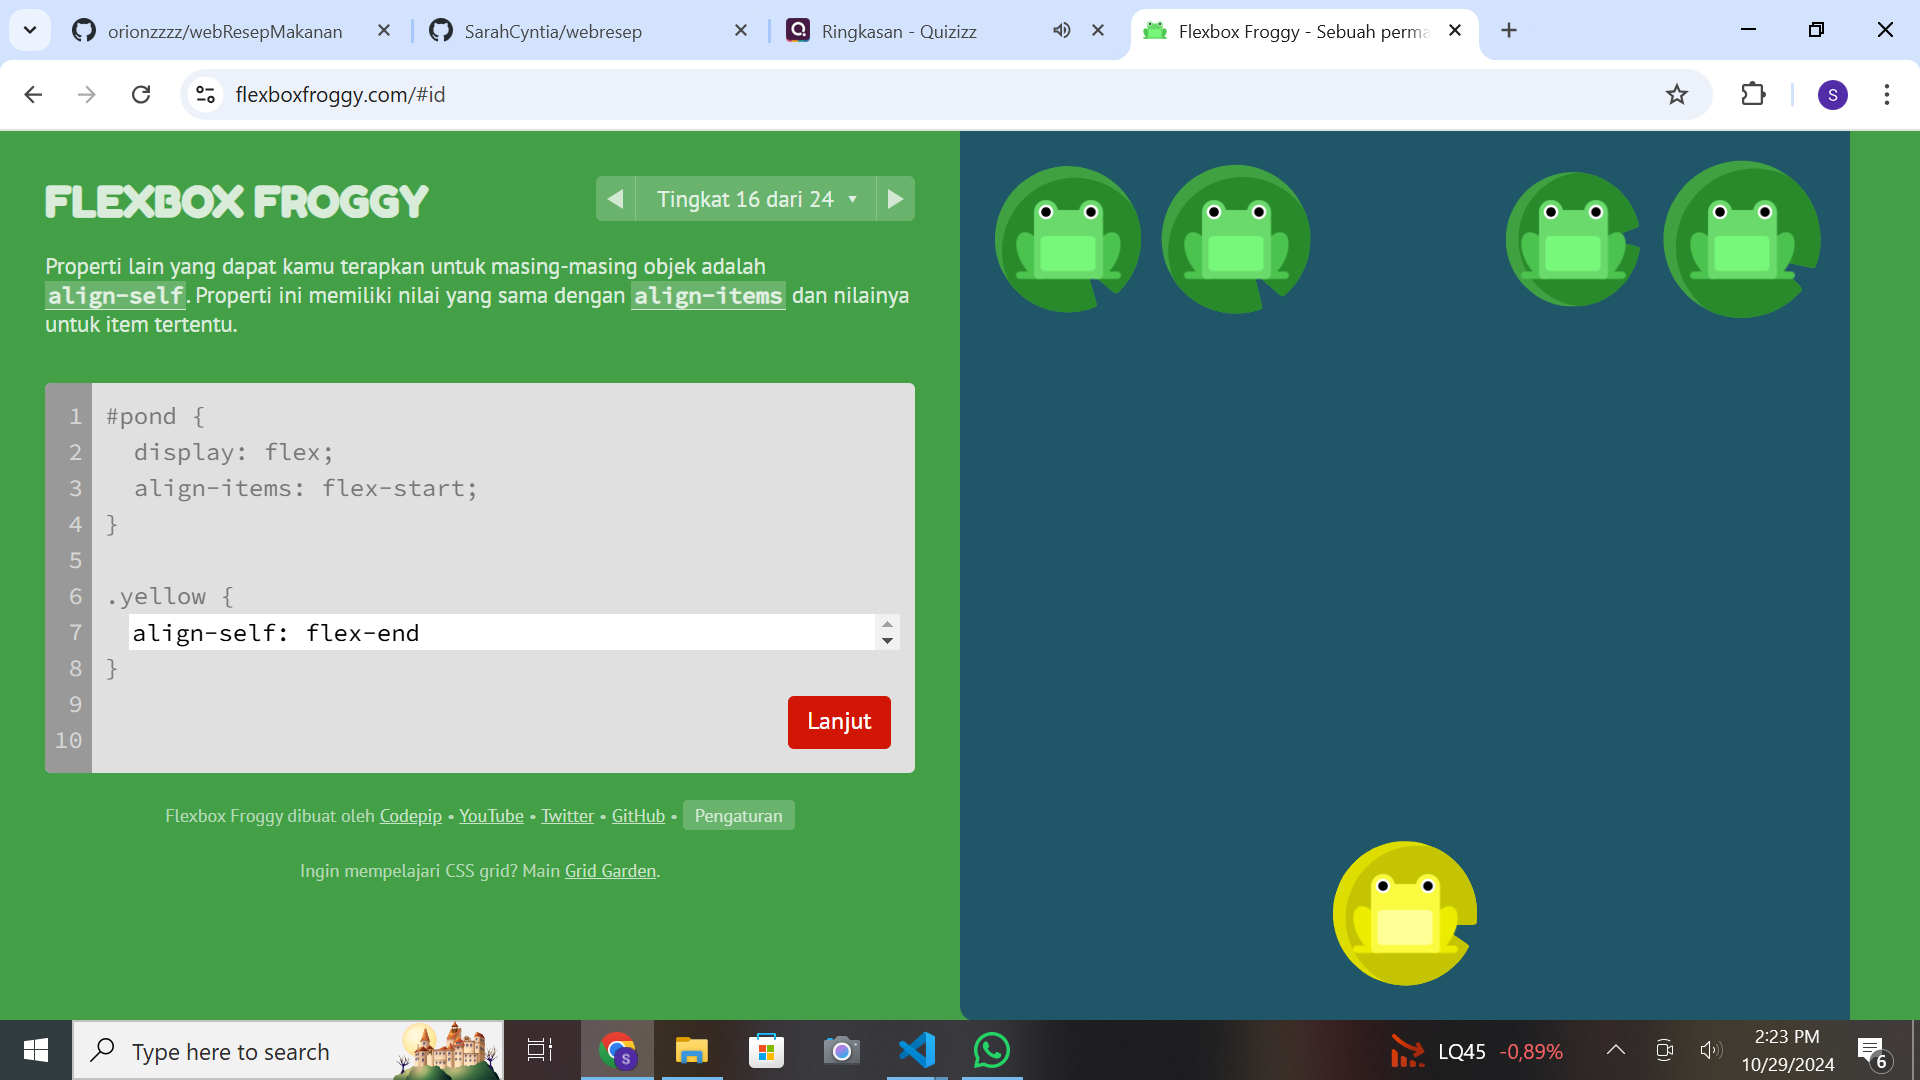 orionzzzz/webResepMakanan
SarahCyntia/webresep
Ringkasan - Quizizz
Flexbox Froggy - Sebuah perma
flexboxfroggy.com/#id
S
FLEXBOX FROGGY
Tingkat 16 dari 24
Properti lain yang dapat kamu terapkan untuk masing-masing objek adalah
align-self. Properti ini memiliki nilai yang sama dengan align-items dan nilainya
untuk item tertentu.
1 #pond {
2 display: flex;
3 align-items: flex-start;
4 }
5
6 .yellow {
7 align-self: flex-end
8 }
9
10
Lanjut
Flexbox Froggy dibuat oleh Codepip • YouTube • Twitter • GitHub • Pengaturan
Ingin mempelajari CSS grid? Main Grid Garden.
Type here to search
S
LQ45 -0,89%
2:23 PM
10/29/2024
6